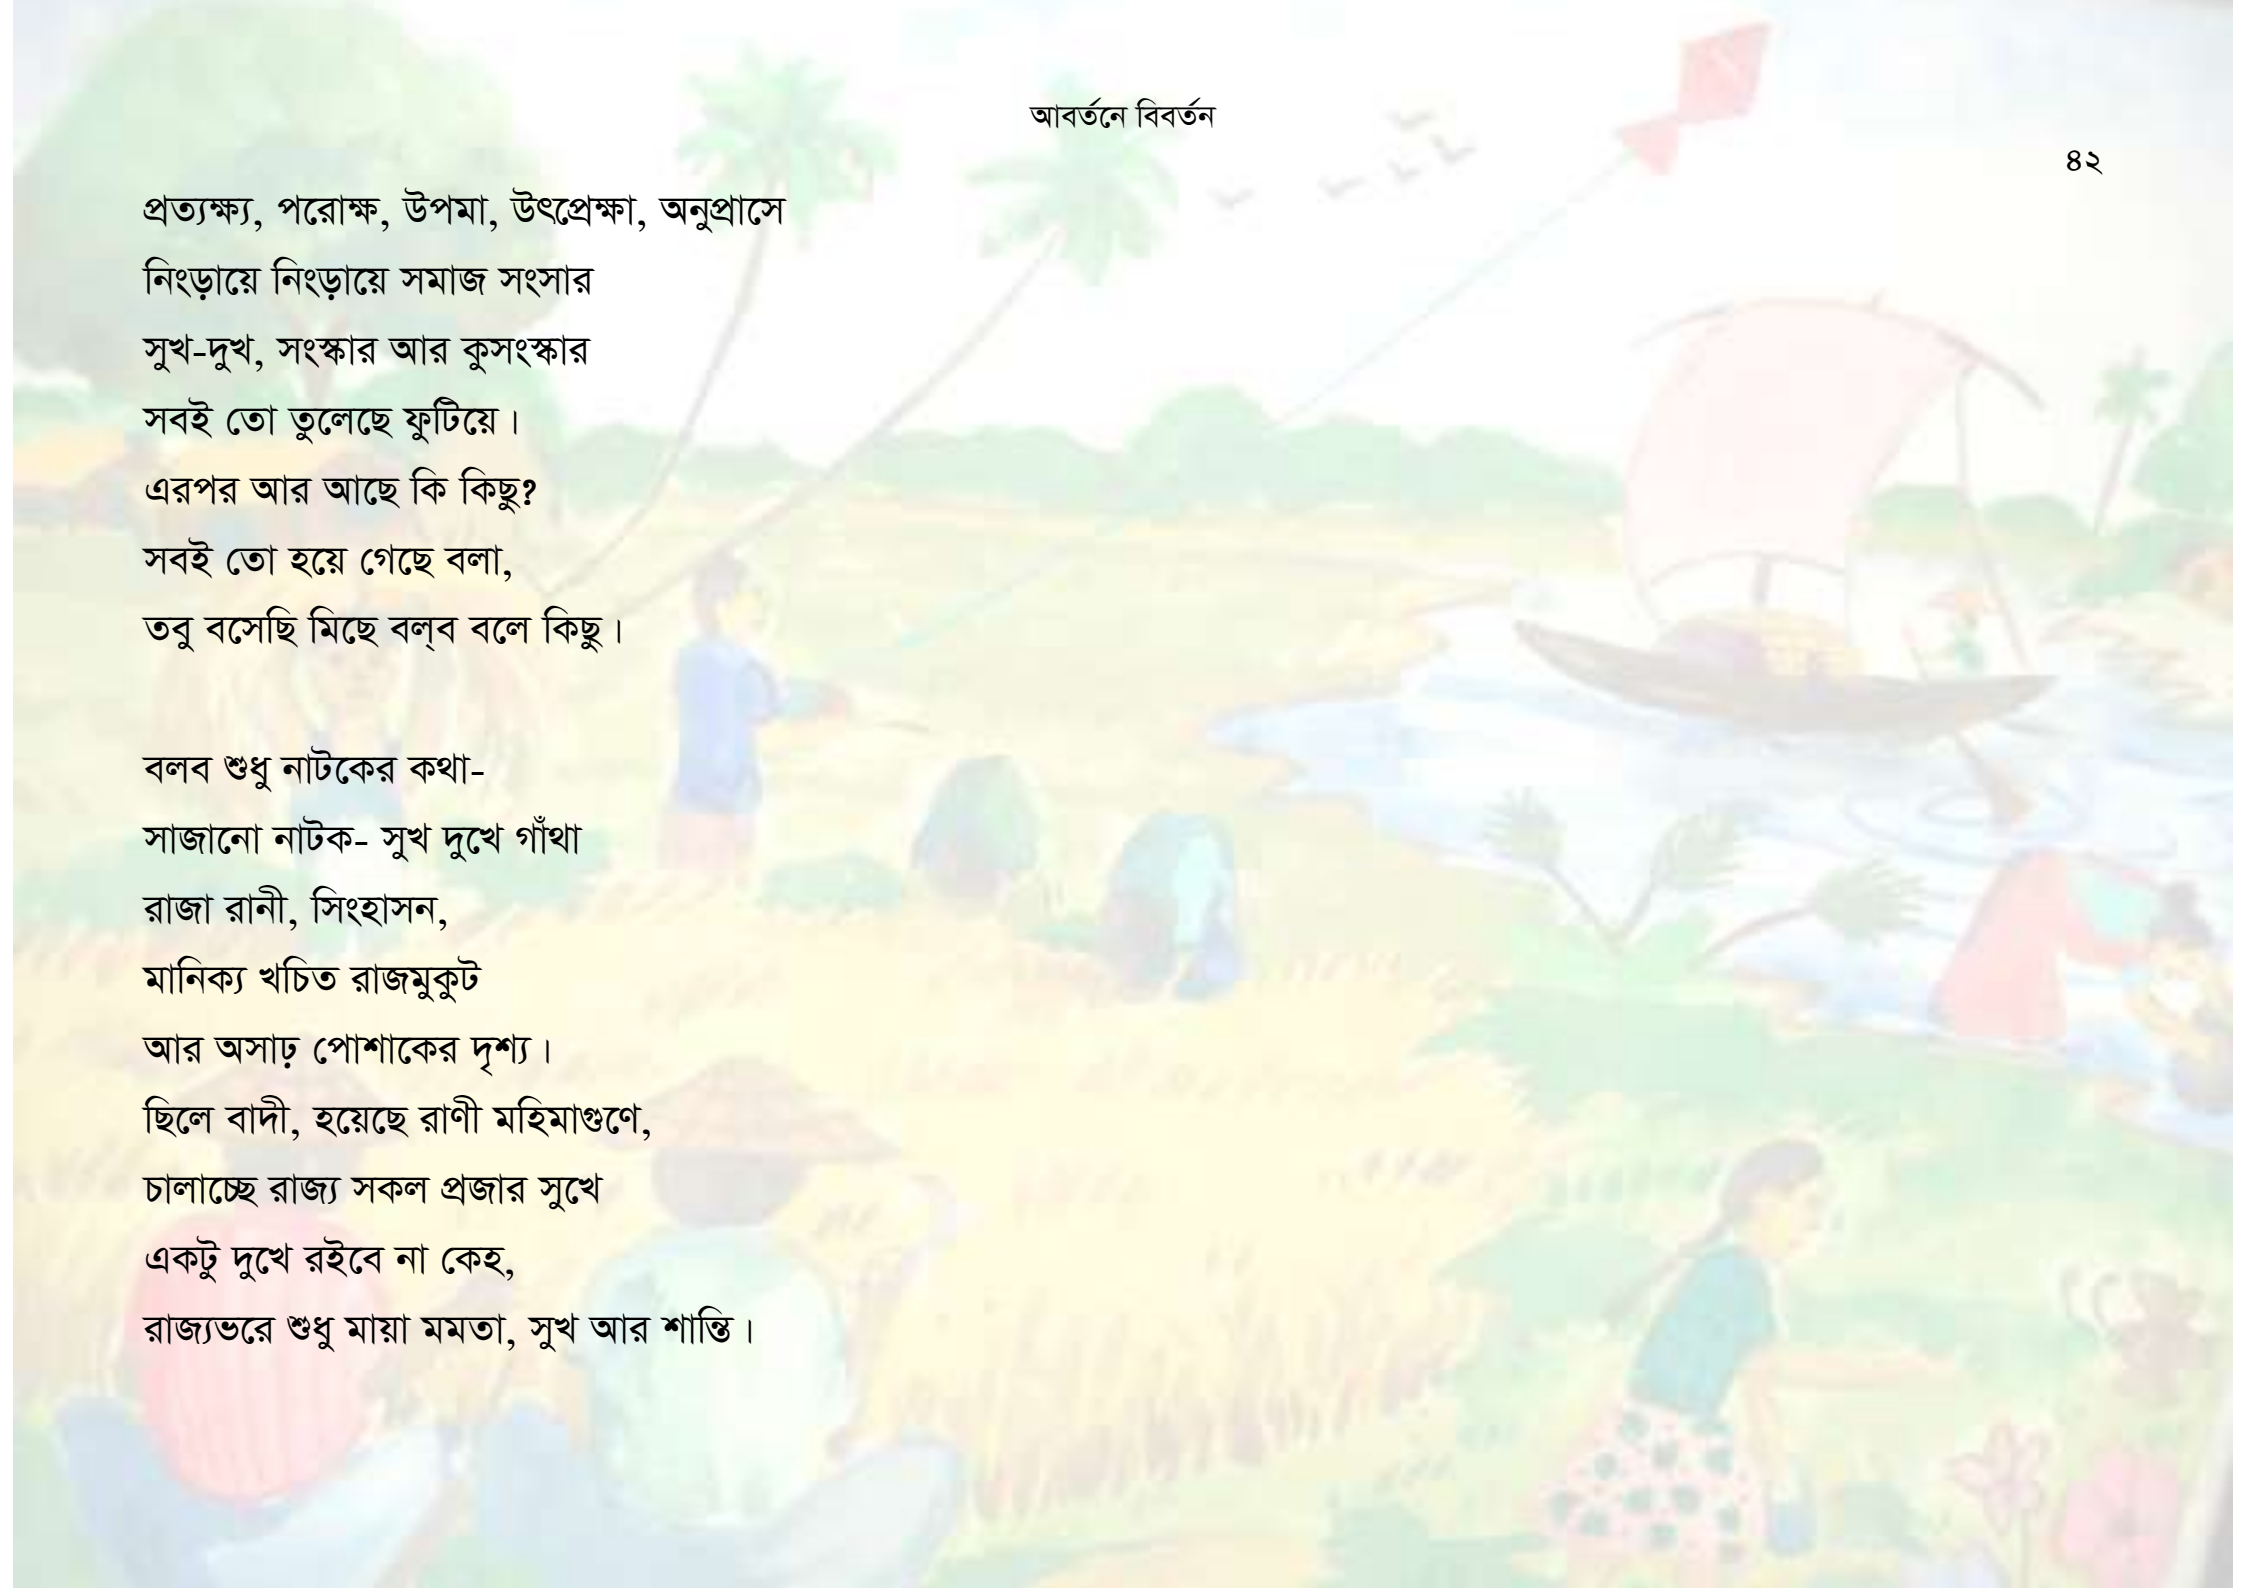 আবর্তনে বিবর্তন
৪২
প্রত্যক্ষ্য, পরোক্ষ, উপমা, উৎপ্রেক্ষা, অনুপ্রাসে
নিংড়ায়ে নিংড়ায়ে সমাজ সংসার
সুখ-দুখ, সংস্কার আর কুসংস্কার
সবই তো তুলেছে ফুটিয়ে।
এরপর আর আছে কি কিছু?
সবই তো হয়ে গেছে বলা,
তবু বসেছি মিছে বল্‌ব বলে কিছু।
বলব শুধু নাটকের কথা-
সাজানো নাটক- সুখ দুখে গাঁথা
রাজা রানী, সিংহাসন,
মানিক্য খচিত রাজমুকুট
আর অসাঢ় পোশাকের দৃশ্য।
ছিলে বাদী, হয়েছে রাণী মহিমাগুণে,
চালাচ্ছে রাজ্য সকল প্রজার সুখে
একটু দুখে রইবে না কেহ,
রাজ্যভরে শুধু মায়া মমতা, সুখ আর শান্তি।